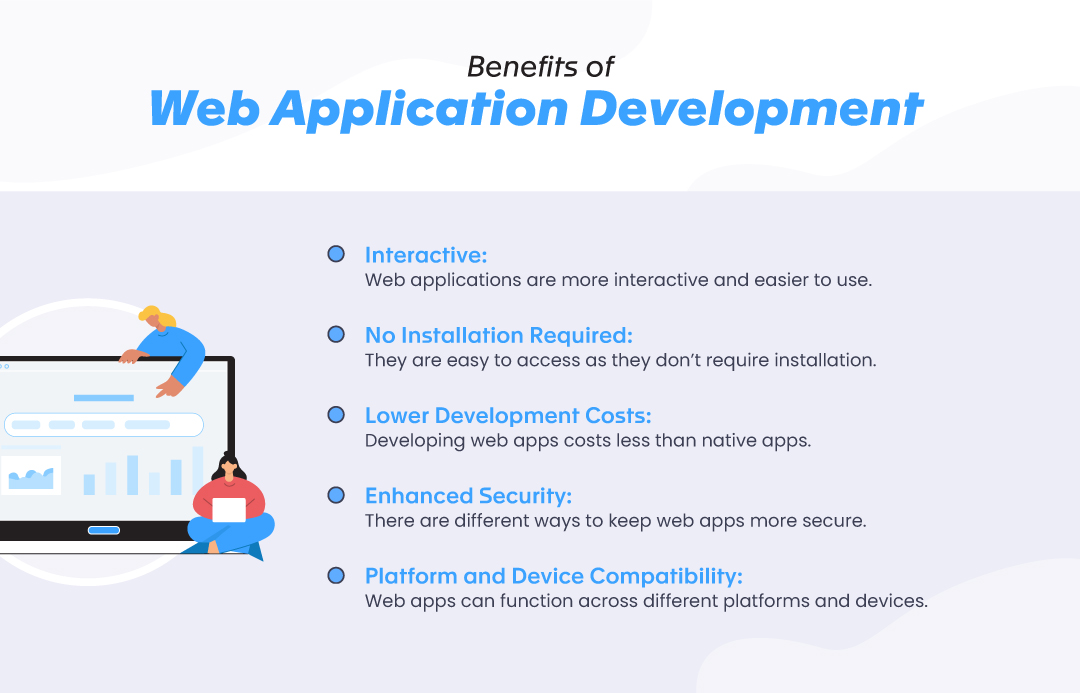 Benefits of
Web Application Development
Interactive:
Web applications are more interactive and easier to use.
No Installation Required:
They are easy to access as they don’t require installation.
Lower Development Costs:
Developing web apps costs less than native apps.
Enhanced Security:
There are different ways to keep web apps more secure.
Platform and Device Compatibility:
Web apps can function across different platforms and devices.